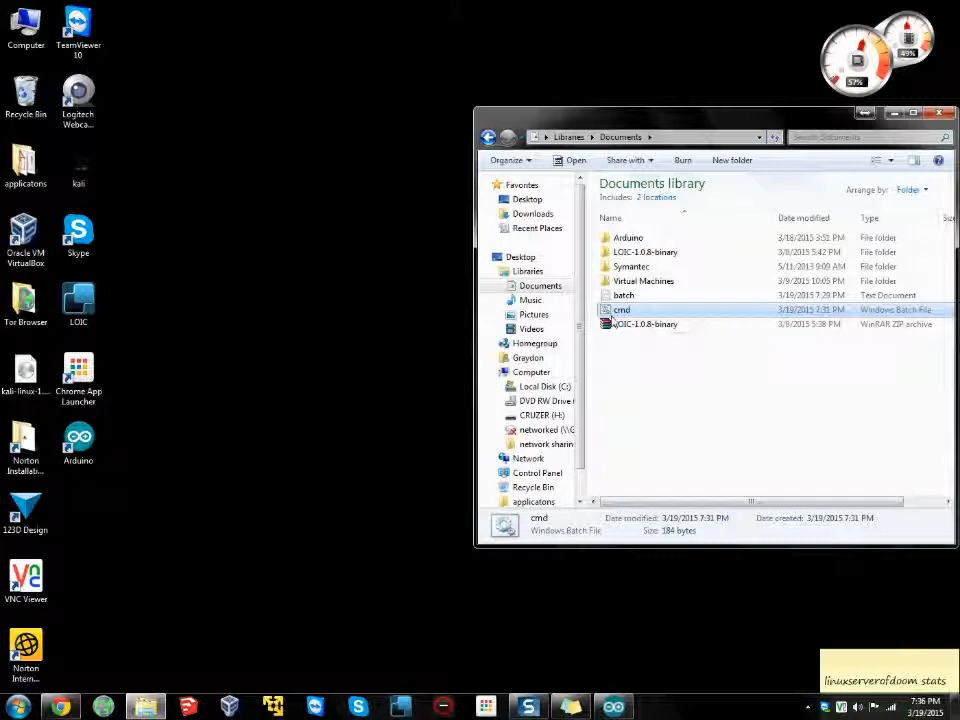 Computer
TeamViewer
10
Recycle Bin
Logitech
Webca...
applicatons
kali
Oracle VM
VirtualBox
Skype
Tor Browser
LOIC
kali-linux-1....
Chrome App
Launcher
Norton
Installati...
Arduino
123D Design
VNC Viewer
Norton
Intern...
57%
49%
Libraries
Documents
Search Documents
Organize
Open
Share with
Burn
New folder
Documents library
Includes: 2 locations
Arrange by: Folder
Name
Date modified
Type
Size
Favorites
Desktop
Downloads
Recent Places
Desktop
Libraries
Documents
Music
Pictures
Videos
Homegroup
Graydon
Computer
Local Disk (C:)
DVD RW Drive (
CRUZER (H:)
networked (\\G
network sharin
Network
Control Panel
Recycle Bin
applicatons
Arduino 3/18/2015 3:51 PM File folder
LOIC-1.0.8-binary 3/8/2015 5:42 PM File folder
Symantec 5/11/2013 9:09 AM File folder
Virtual Machines 3/9/2015 10:05 PM File folder
batch 3/19/2015 7:29 PM Text Document
cmd 3/19/2015 7:31 PM Windows Batch File
LOIC-1.0.8-binary 3/8/2015 5:38 PM WinRAR ZIP archive
cmd Date modified: 3/19/2015 7:31 PM Date created: 3/19/2015 7:31 PM
Windows Batch File Size: 184 bytes
linuxserverofdoom stats
7:36 PM
3/19/2015